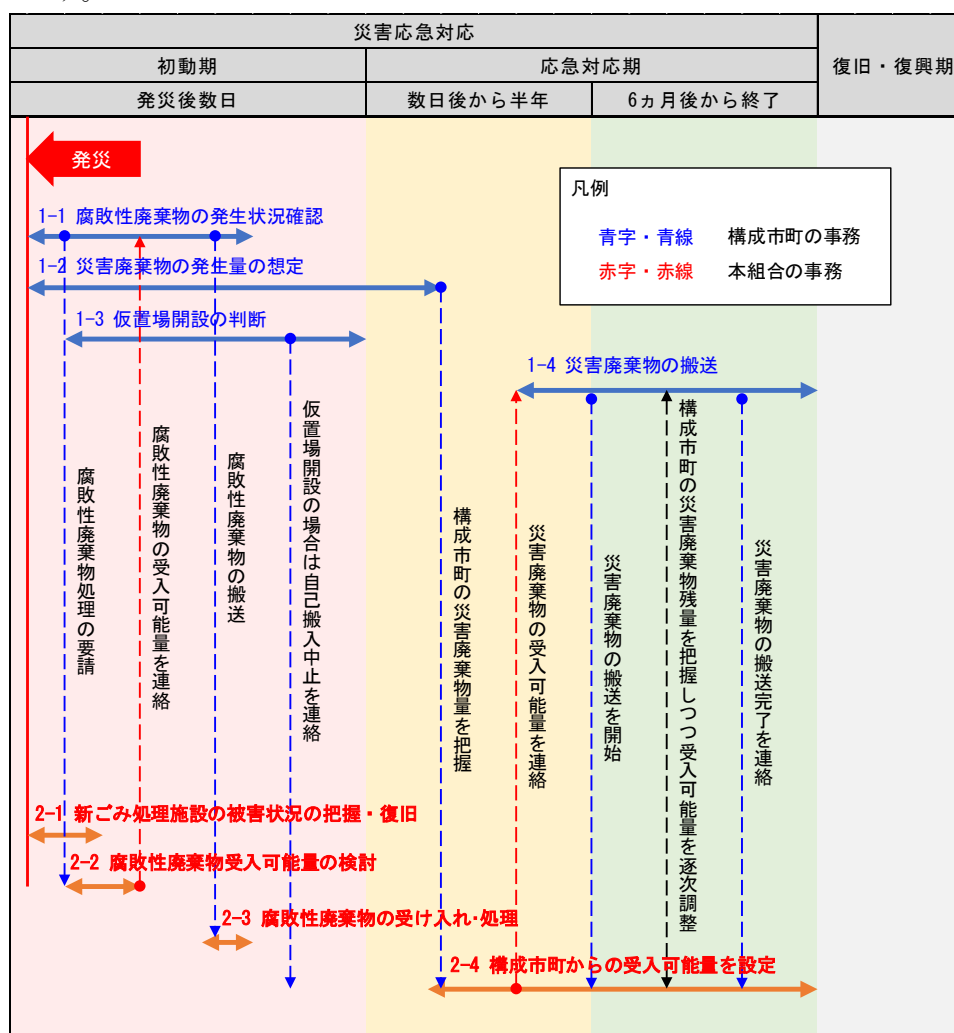 災害応急対応
初動期
応急対応期
復旧・復興期
発災後数日
数日後から半年
6ヵ月後から終了
発災
凡例
青字・青線 構成市町の事務
赤字・赤線 本組合の事務
1-1 腐敗性廃棄物の発生状況確認
1-2 災害廃棄物の発生量の想定
1-3 仮置場開設の判断
1-4 災害廃棄物の搬送
腐敗性廃棄物処理の要請
腐敗性廃棄物の受入可能量を連絡
腐敗性廃棄物の搬送
仮置場開設の場合は自己搬入中止を連絡
構成市町の災害廃棄物量を把握
災害廃棄物の受入可能量を連絡
災害廃棄物の搬送を開始
構成市町の災害廃棄物残量を把握しつつ受入可能量を逐次調整
災害廃棄物の搬送完了を連絡
2-1 新ごみ処理施設の被害状況の把握・復旧
2-2 腐敗性廃棄物受入可能量の検討
2-3 腐敗性廃棄物の受け入れ・処理
2-4 構成市町からの受入可能量を設定